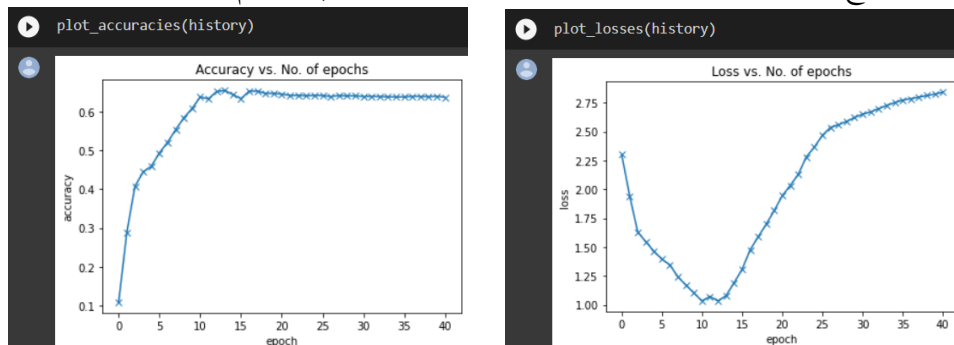 plot_accuracies(history)
Accuracy vs. No. of epochs
accuracy
0.6
0.5
0.4
0.3
0.2
0.1
0 5 10 15 20 25 30 35 40
epoch
plot_losses(history)
Loss vs. No. of epochs
loss
2.75
2.50
2.25
2.00
1.75
1.50
1.25
1.00
0 5 10 15 20 25 30 35 40
epoch